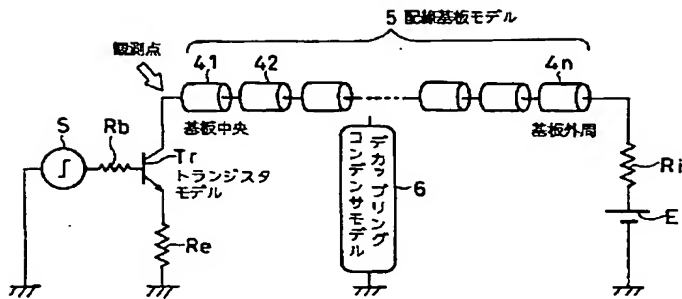 5 配線基板モデル
観測点
41
42
4n
S
Rb
基板中央
基板外周
Tr
トランジスタ
モデル
デカップリング
コンデンサモデル
6
Ri
E
Re